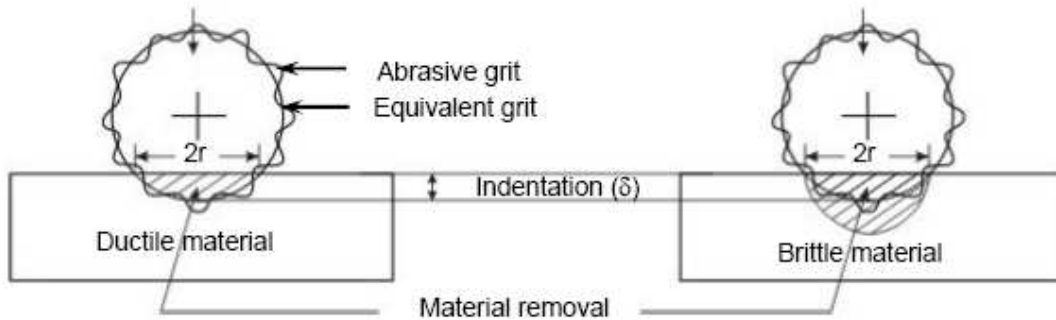 Abrasive grit
Equivalent grit
2r
2r
Indentation (δ)
Ductile material
Brittle material
Material removal